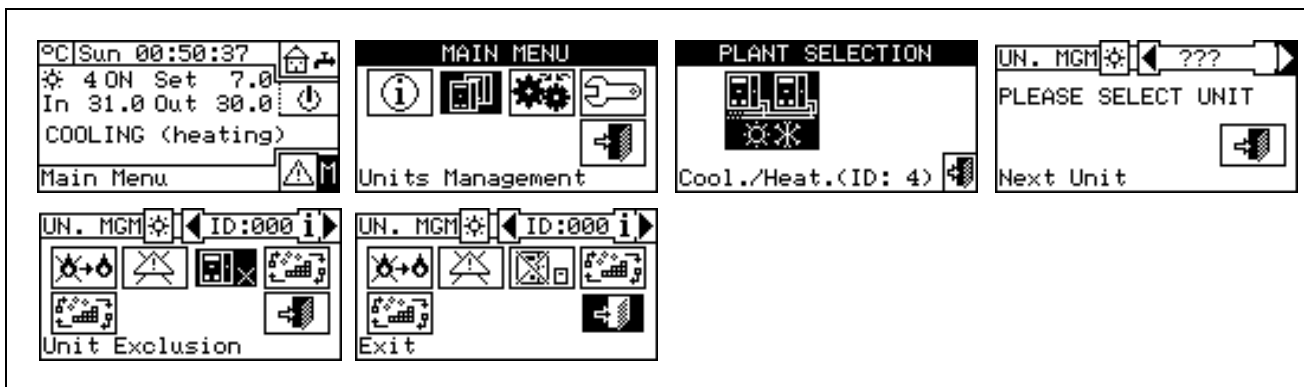 °C Sun 00:50:37
4 ON Set 7.0
In 31.0 Out 30.0
COOLING (heating)
Main Menu M
MAIN MENU
i
Units Management
PLANT SELECTION
Cool./Heat.(ID: 4)
UN. MGM ???
PLEASE SELECT UNIT
Next Unit
UN. MGM ID:000 i
Unit Exclusion
UN. MGM ID:000 i
Exit